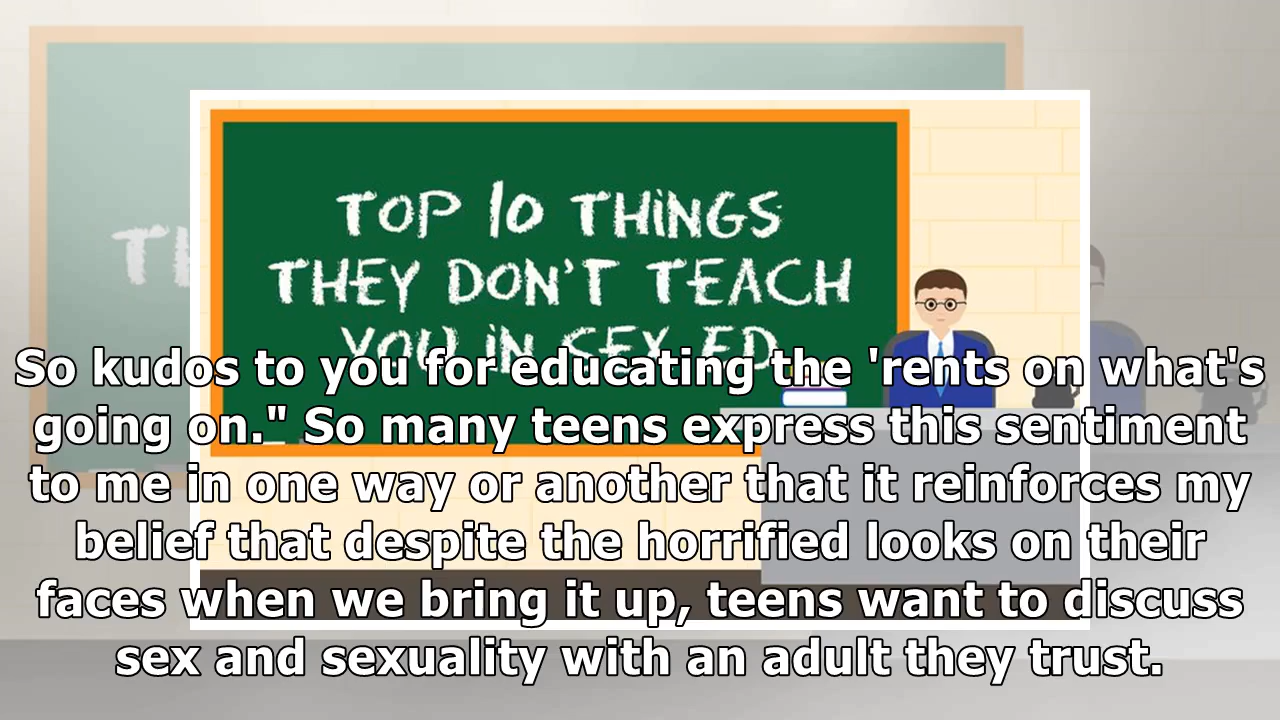 TOP 10 THiNGS
THEY DON'T TEACH
YOU iN SEX ED
So kudos to you for educating the 'rents on what's
going on." So many teens express this sentiment
to me in one way or another that it reinforces my
belief that despite the horrified looks on their
faces when we bring it up, teens want to discuss
sex and sexuality with an adult they trust.